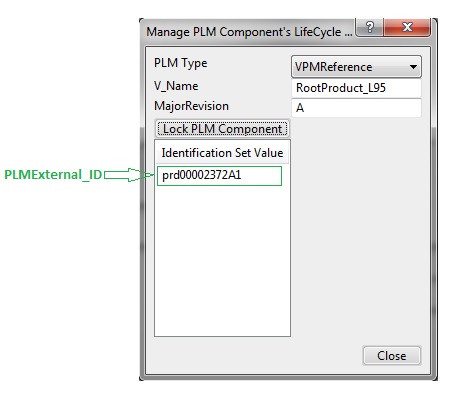 Manage PLM Component's LifeCycle ...
?
X
PLM Type
VPMReference
V_Name
RootProduct_L95
MajorRevision
A
Lock PLM Component
Identification Set Value
PLMExternal_ID
prd00002372A1
Close